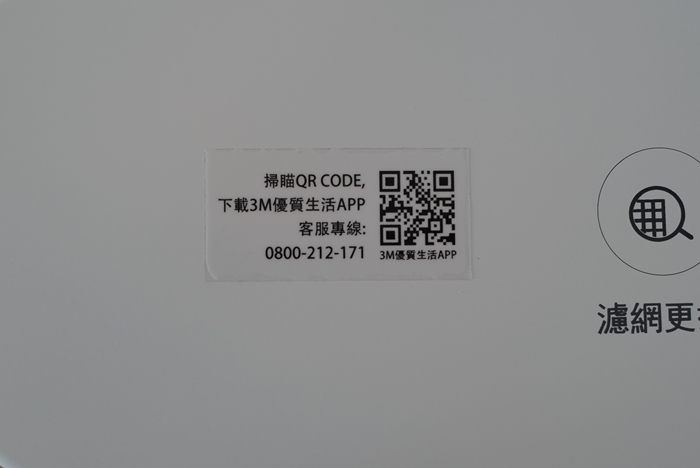 掃瞄QR CODE,
下載3M優質生活APP
客服專線:
0800-212-171
3M優質生活APP
濾網更